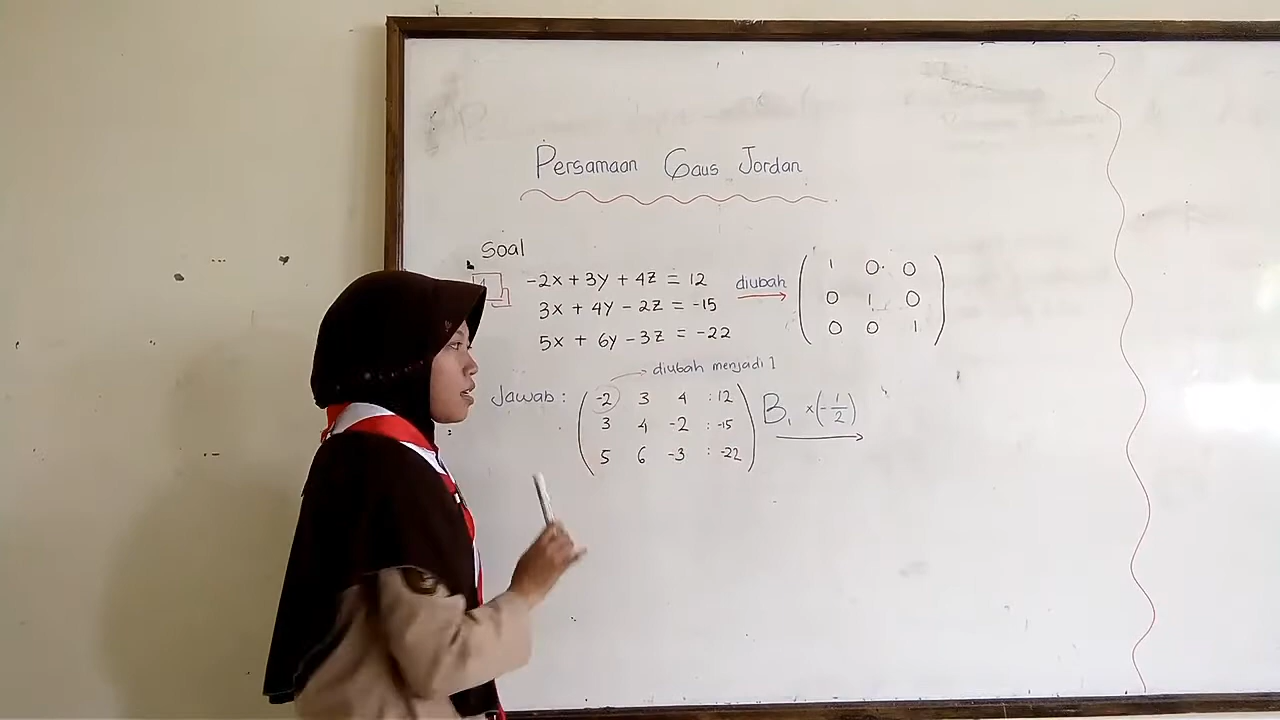 Persamaan Gaus Jordan
Soal
-2x + 3y + 4z = 12 diubah
3x + 4y - 2z = -15
5x + 6y - 3z = -22
1 0 0
0 1 0
0 0 1
diubah menjadi 1
Jawab :
-2 3 4 : 12
3 4 -2 : -15
5 6 -3 : -22
B₁ ×(-1/2)